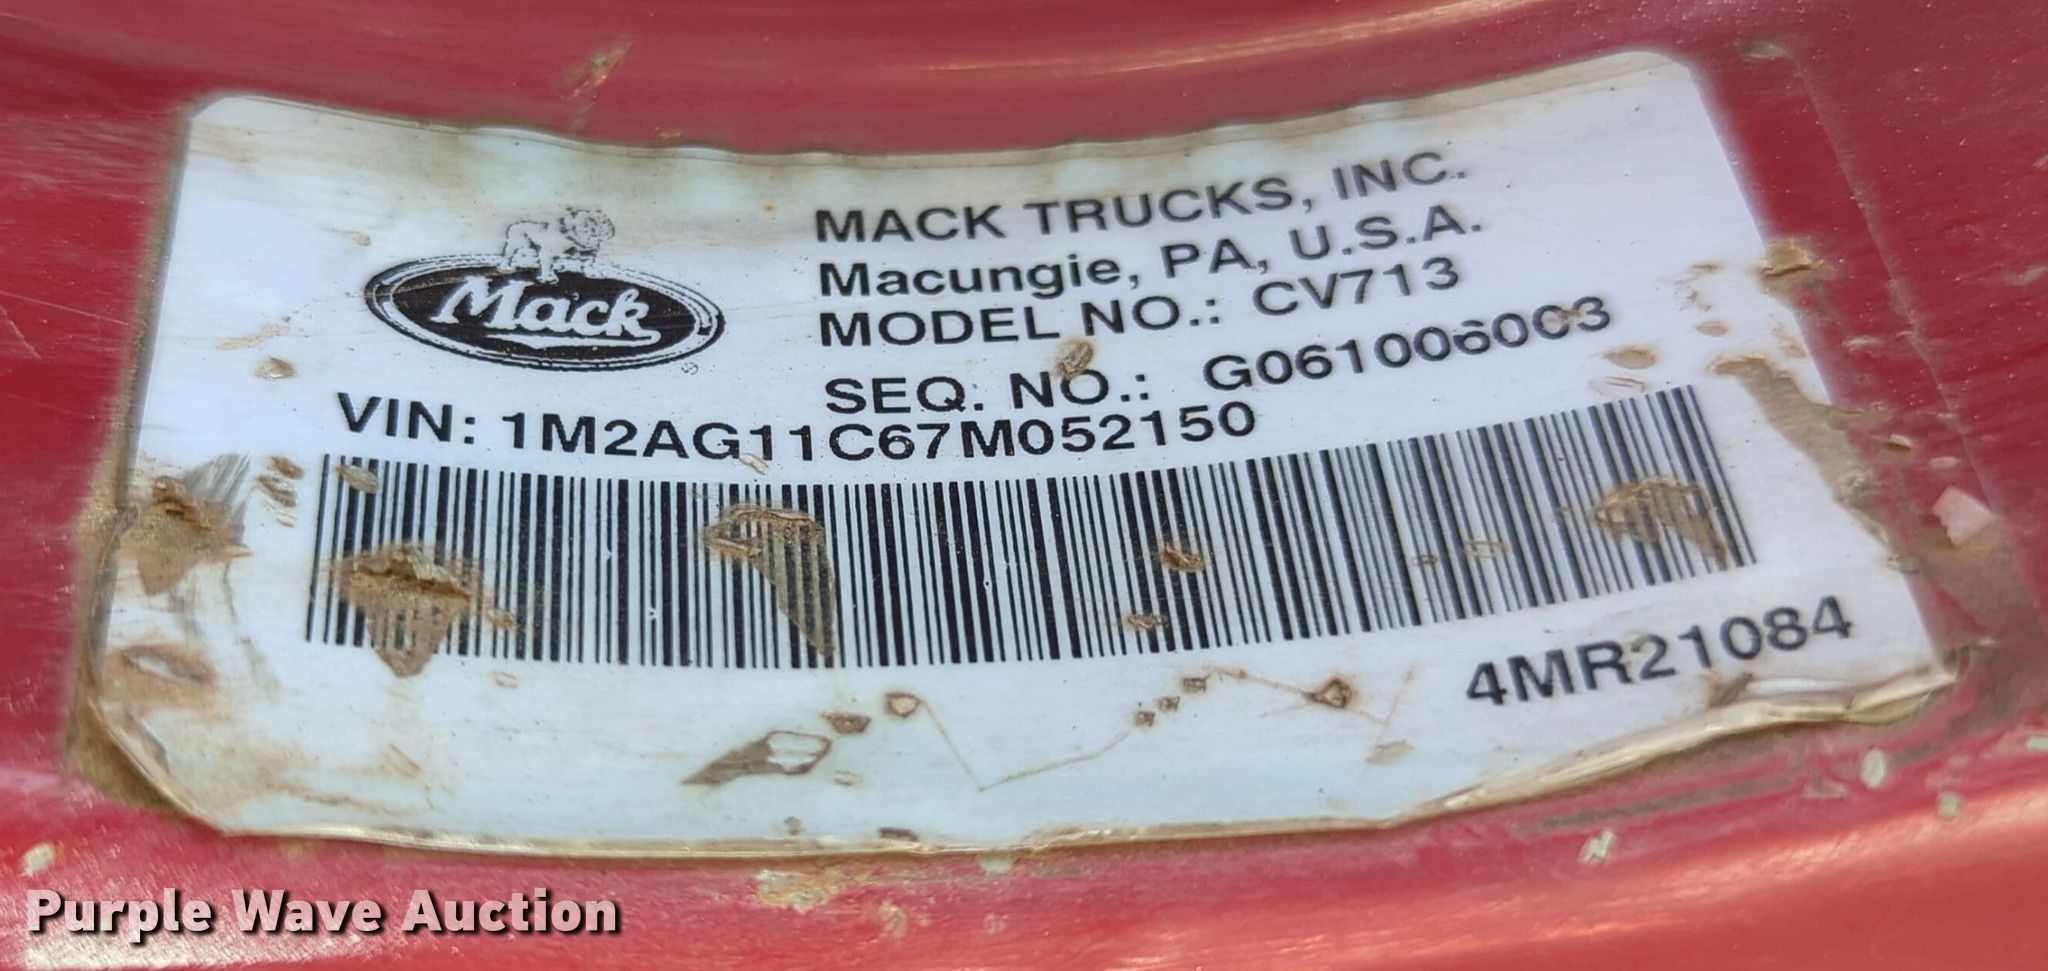 Mack
MACK TRUCKS, INC.
Macungie, PA, U.S.A.
MODEL NO.: CV713
SEQ. NO.: G061006003
VIN: 1M2AG11C67M052150
4MR21084
Purple Wave Auction